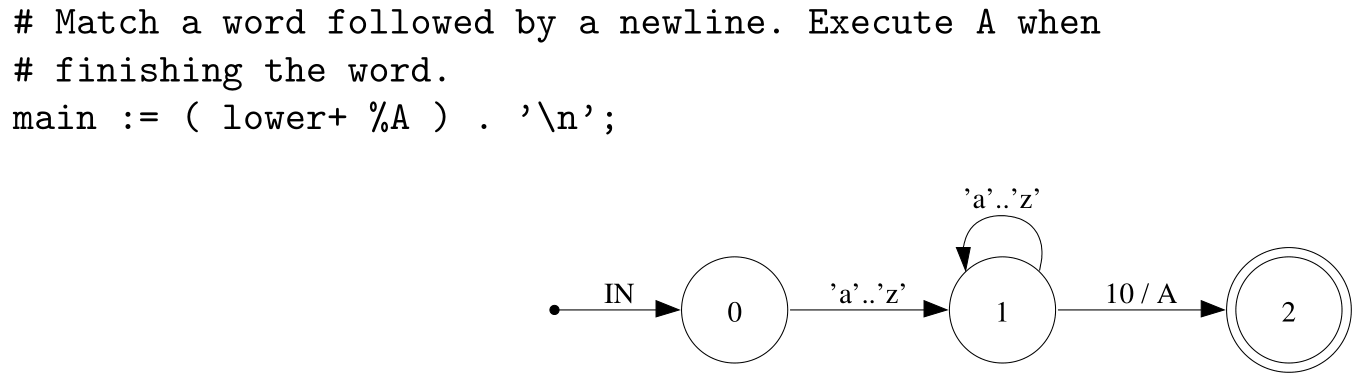 # Match a word followed by a newline. Execute A when
# finishing the word.
main := ( lower+ %A ) . ’\n’;
’a’..’z’
IN
0
’a’..’z’
1
10 / A
2